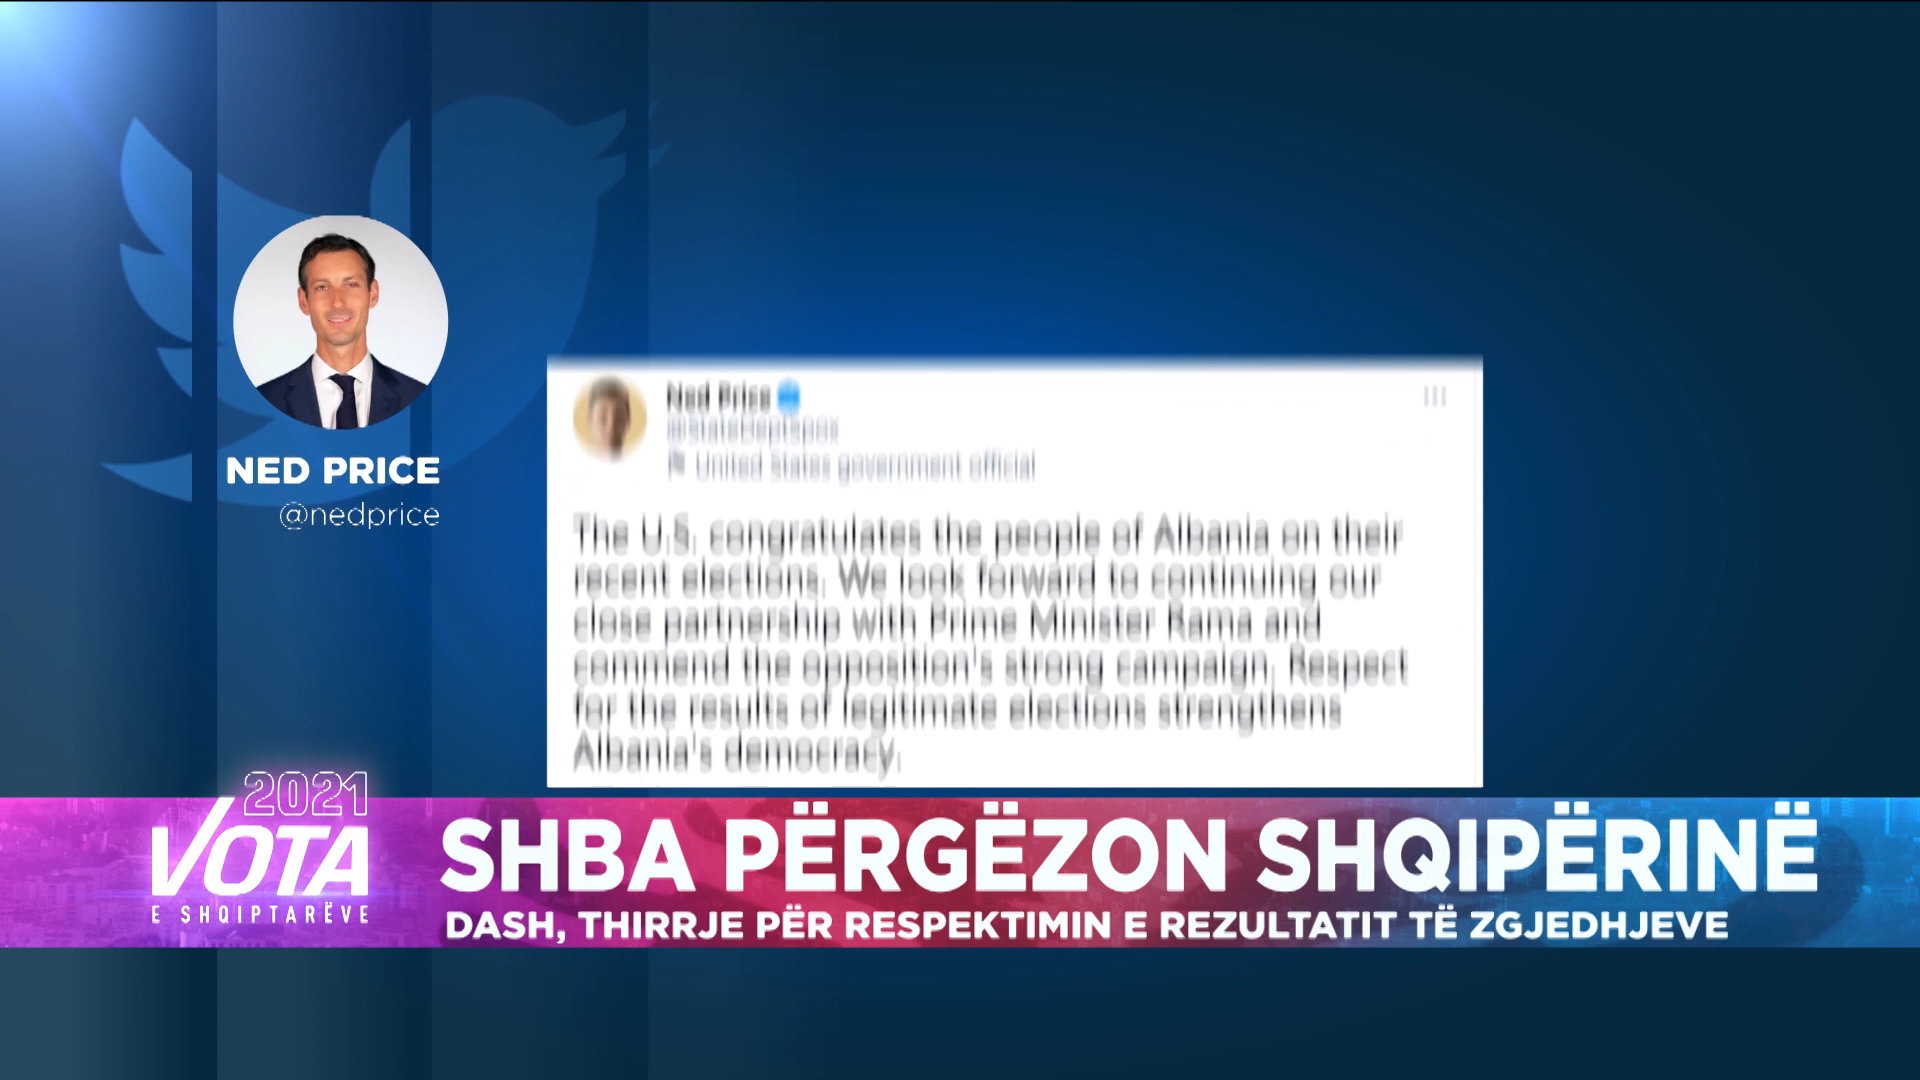 NED PRICE
@nedprice
Ned Price
@StateDeptSpox
United States government official
The U.S. congratulates the people of Albania on their
recent elections. We look forward to continuing our
close partnership with Prime Minister Rama and
commend the opposition's strong campaign. Respect
for the results of legitimate elections strengthens
Albania's democracy.
2021
VOTA
E SHQIPTARËVE
SHBA PËRGËZON SHQIPËRINË
DASH, THIRRJE PËR RESPEKTIMIN E REZULTATIT TË ZGJEDHJEVE